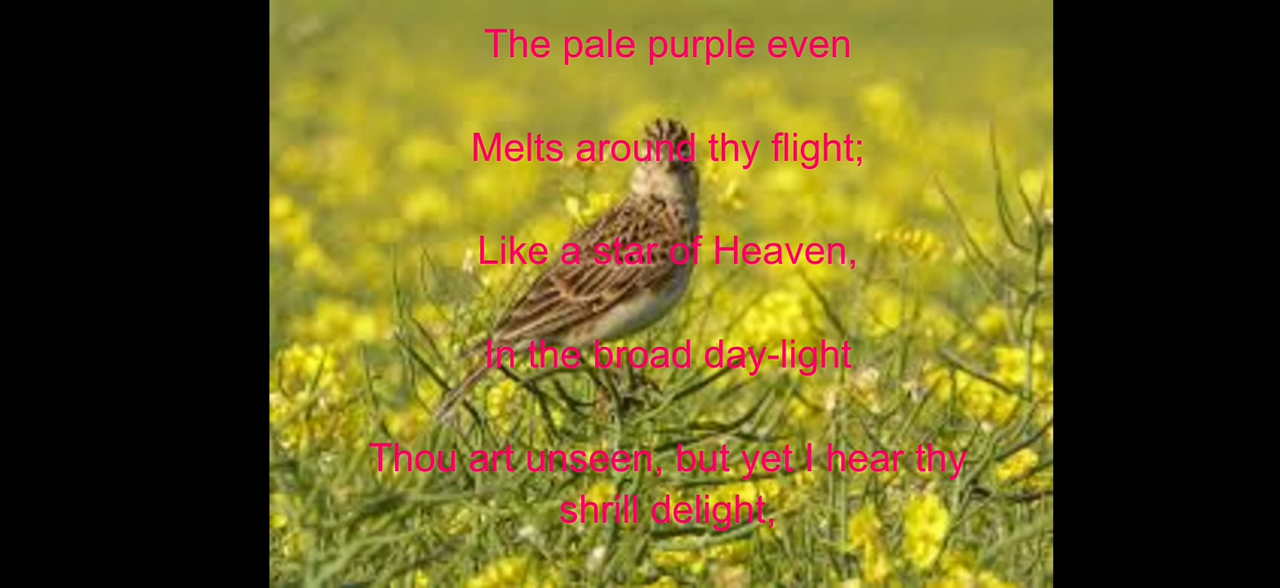 The pale purple even
Melts around thy flight;
Like a star of Heaven,
In the broad day-light
Thou art unseen, but yet I hear thy
shrill delight,